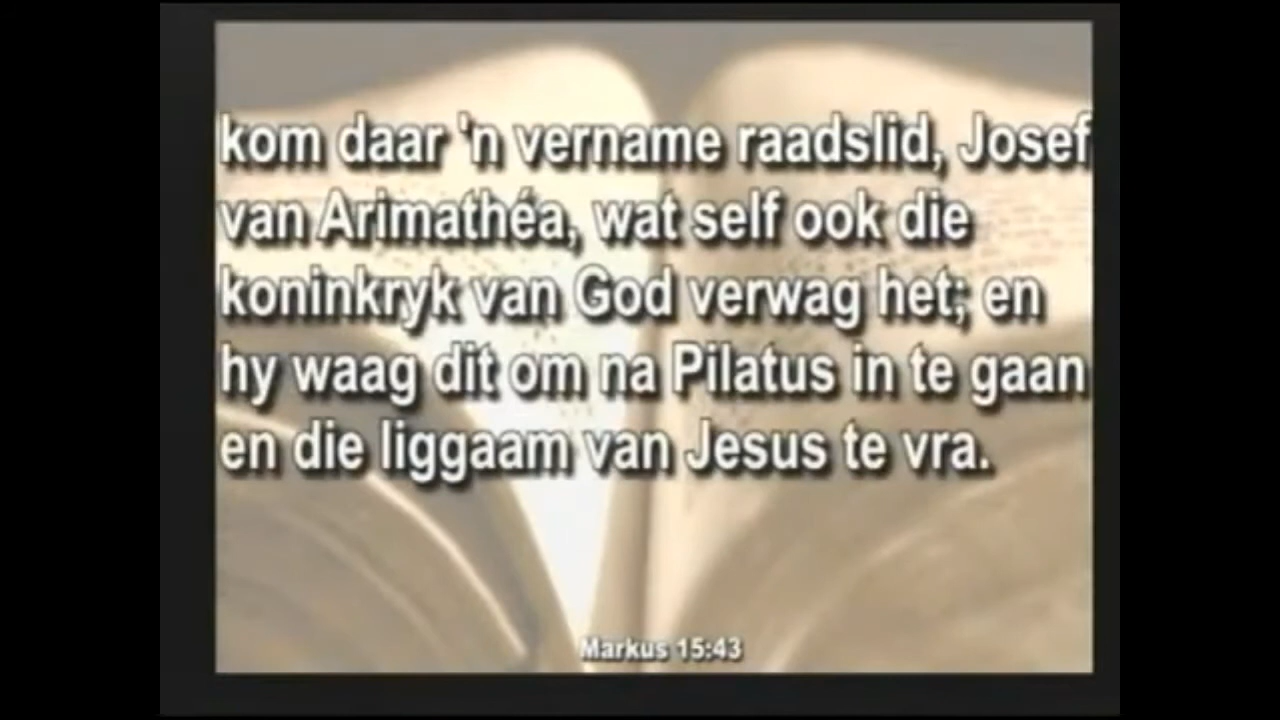 kom daar 'n vername raadslid, Josef
van Arimathéa, wat self ook die
koninkryk van God verwag het; en
hy waag dit om na Pilatus in te gaan
en die liggaam van Jesus te vra.
Markus 15:43